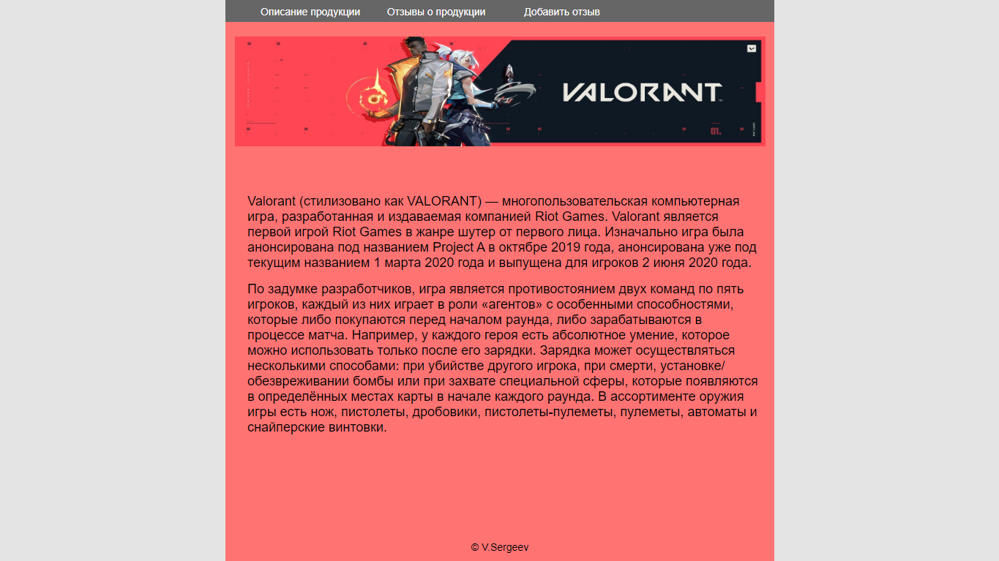 Описание продукции Отзывы о продукции Добавить отзыв
VALORANT™
01.
Valorant (стилизовано как VALORANT) — многопользовательская компьютерная
игра, разработанная и издаваемая компанией Riot Games. Valorant является
первой игрой Riot Games в жанре шутер от первого лица. Изначально игра была
анонсирована под названием Project A в октябре 2019 года, анонсирована уже под
текущим названием 1 марта 2020 года и выпущена для игроков 2 июня 2020 года.
По задумке разработчиков, игра является противостоянием двух команд по пять
игроков, каждый из них играет в роли «агентов» с особенными способностями,
которые либо покупаются перед началом раунда, либо зарабатываются в
процессе матча. Например, у каждого героя есть абсолютное умение, которое
можно использовать только после его зарядки. Зарядка может осуществляться
несколькими способами: при убийстве другого игрока, при смерти, установке/
обезвреживании бомбы или при захвате специальной сферы, которые появляются
в определённых местах карты в начале каждого раунда. В ассортименте оружия
игры есть нож, пистолеты, дробовики, пистолеты-пулеметы, пулеметы, автоматы и
снайперские винтовки.
© V.Sergeev